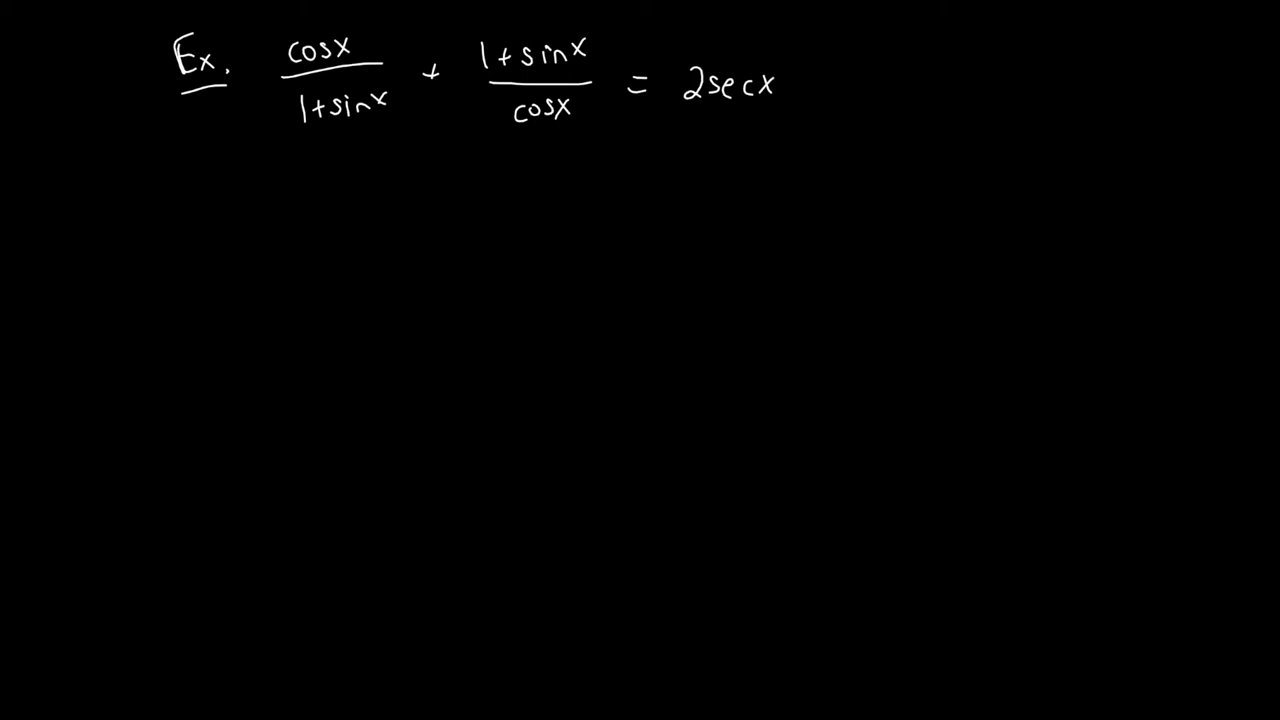 Ex. cosx/1+sinx + 1+sinx/cosx = 2secx